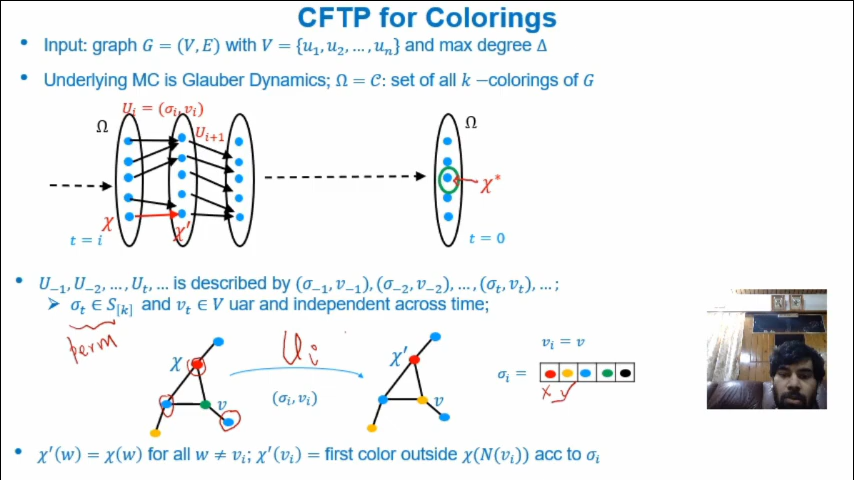 CFTP for Colorings
• Input: graph G = (V, E) with V = {u₁, u₂, …, uₙ} and max degree Δ
• Underlying MC is Glauber Dynamics; Ω = 𝒞: set of all k −colorings of G
Uᵢ = (σᵢ, vᵢ)
Ω
Uᵢ₊₁
Ω
χ*
χ
χ′
t = i
t = 0
• U₋₁, U₋₂, …, Uₜ, … is described by (σ₋₁, v₋₁), (σ₋₂, v₋₂), …, (σₜ, vₜ), …;
➢ σₜ ∈ S[k] and vₜ ∈ V uar and independent across time;
perm
Uᵢ
χ
χ′
vᵢ = v
σᵢ =
(σᵢ, vᵢ)
v
v
x y
• χ′(w) = χ(w) for all w ≠ vᵢ; χ′(vᵢ) = first color outside χ(N(vᵢ)) acc to σᵢ